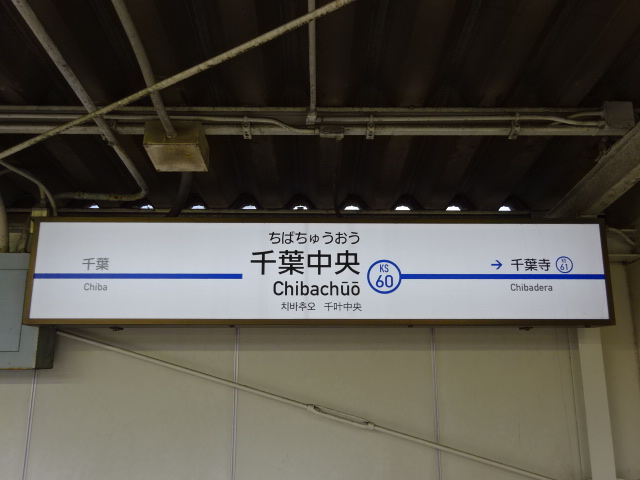 千葉
Chiba
ちばちゅうおう
千葉中央
Chibachūō
치바추오 千叶中央
KS
60
→ 千葉寺
KS
61
Chibadera